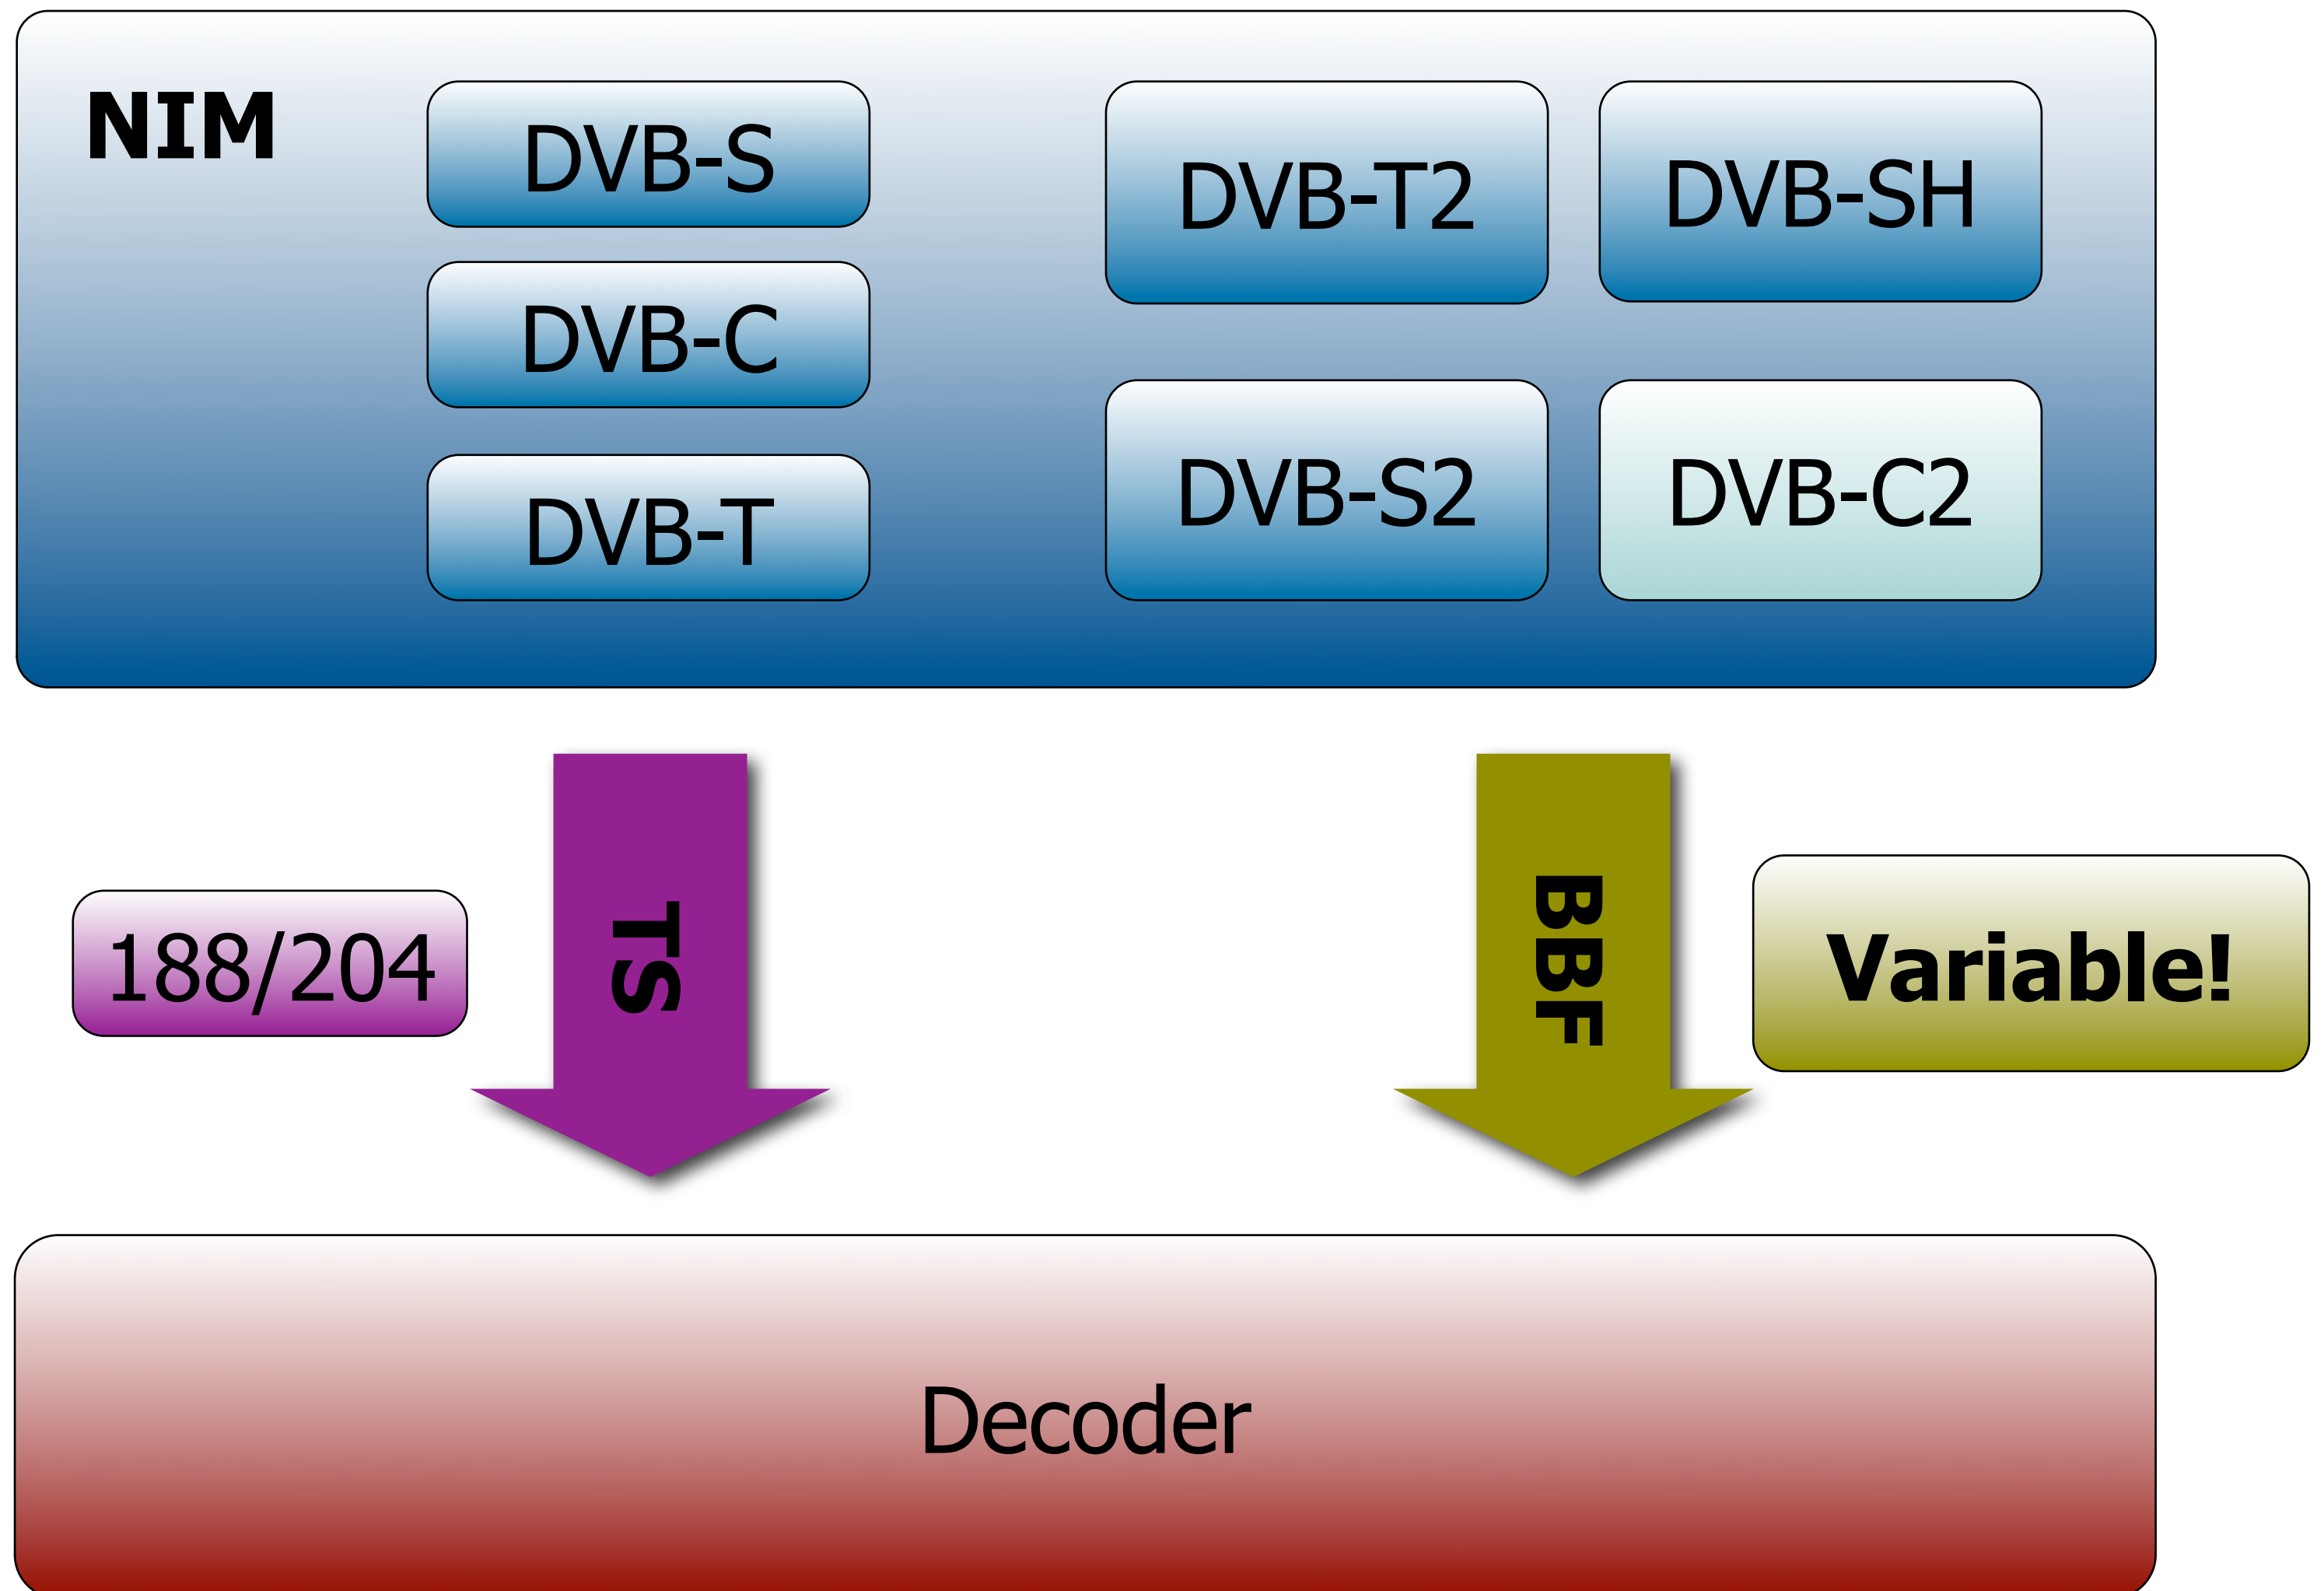 NIM
DVB-S
DVB-C
DVB-T
DVB-T2
DVB-SH
DVB-S2
DVB-C2
188/204
TS
BBF
Variable!
Decoder